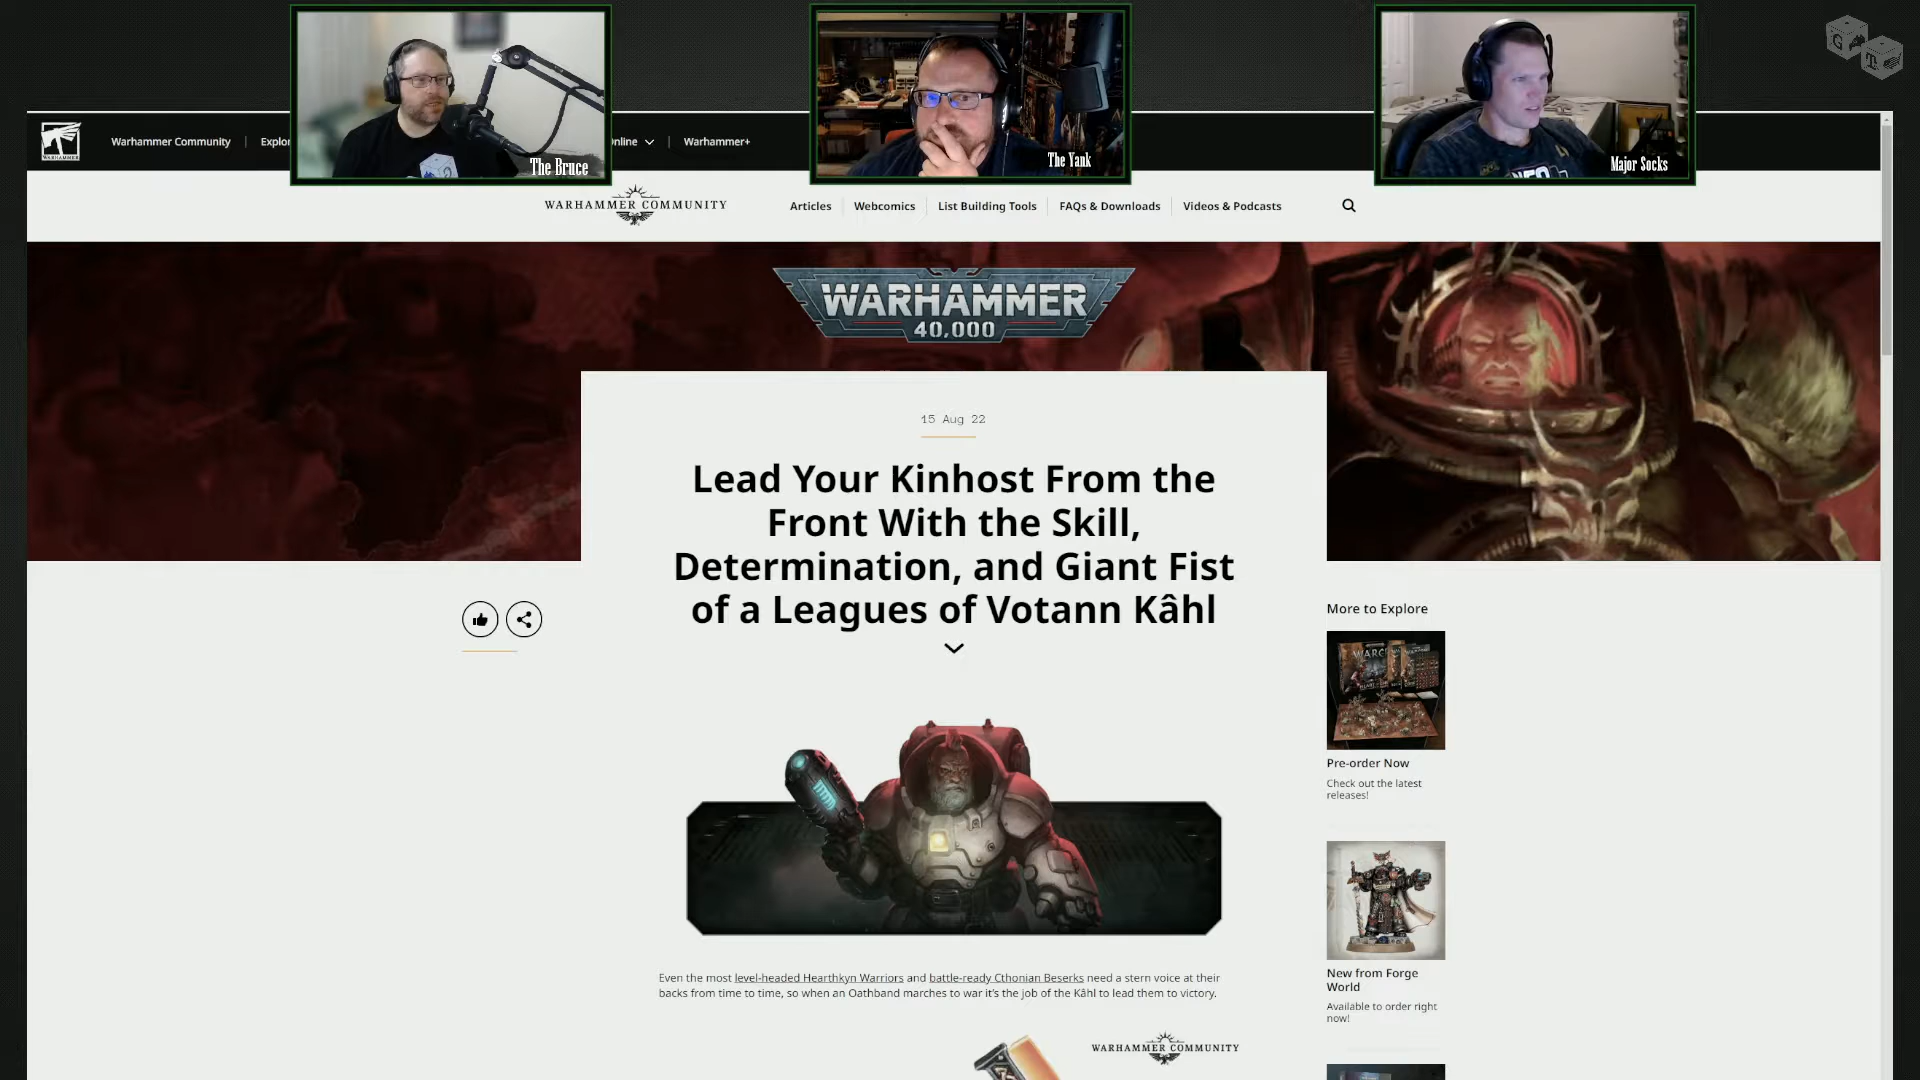 The Bruce
The Yank
Major Socks
G T
WARHAMMER
Warhammer Community
Explor
nline
Warhammer+
WARHAMMER COMMUNITY
Articles
Webcomics
List Building Tools
FAQs & Downloads
Videos & Podcasts
WARHAMMER
40,000
15 Aug 22
Lead Your Kinhost From the
Front With the Skill,
Determination, and Giant Fist
of a Leagues of Votann Kâhl
More to Explore
Pre-order Now
Check out the latest
releases!
New from Forge
World
Available to order right
now!
Even the most level-headed Hearthkyn Warriors and battle-ready Cthonian Beserks need a stern voice at their
backs from time to time, so when an Oathband marches to war it's the job of the Kâhl to lead them to victory.
WARHAMMER COMMUNITY